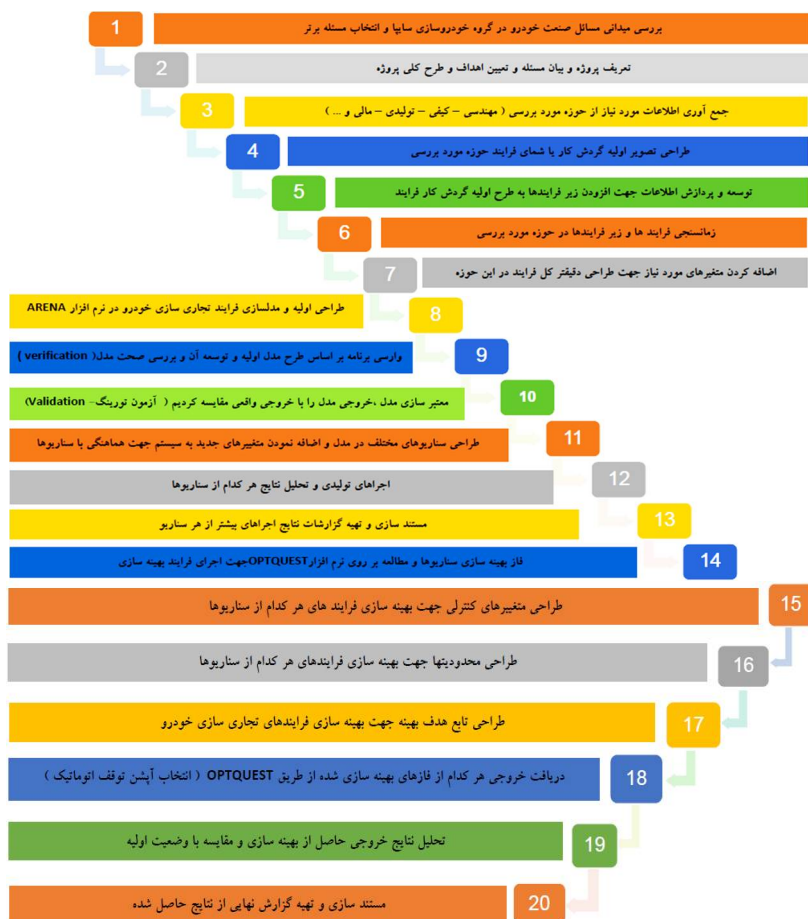 1
بررسی میدانی مسائل صنعت خودرو در گروه خودروسازی سایپا و انتخاب مسئله برتر
2
تعریف پروژه و بیان مسئله و تعیین اهداف و طرح کلی پروژه
3
جمع آوری اطلاعات مورد نیاز از حوزه مورد بررسی ( مهندسی – کیفی – تولیدی – مالی و ... )
4
طراحی تصویر اولیه گردش کار یا شمای فرایند حوزه مورد بررسی
5
توسعه و پردازش اطلاعات جهت افزودن زیر فرایندها به طرح اولیه گردش کار فرایند
6
زمانسنجی فرایند ها و زیر فرایندها در حوزه مورد بررسی
7
اضافه کردن متغیرهای مورد نیاز جهت طراحی دقیقتر کل فرایند در این حوزه
8
طراحی اولیه و مدلسازی فرایند تجاری سازی خودرو در نرم افزار ARENA
9
وارسی برنامه بر اساس طرح مدل اولیه و توسعه آن و بررسی صحت مدل( verification )
10
معتبر سازی مدل ،خروجی مدل را با خروجی واقعی مقایسه کردیم ( آزمون تورینگ– Validation)
11
طراحی سناریوهای مختلف در مدل و اضافه نمودن متغییرهای جدید به سیستم جهت هماهنگی با سناریوها
12
اجراهای تولیدی و تحلیل نتایج هر کدام از سناریوها
13
مستند سازی و تهیه گزارشات نتایج اجراهای بیشتر از هر سناریو
14
فاز بهینه سازی سناریوها و مطالعه بر روی نرم افزارOPTQUESTجهت اجرای فرایند بهینه سازی
15
طراحی متغییرهای کنترلی جهت بهینه سازی فرایند های هر کدام از سناریوها
16
طراحی محدودیتها جهت بهینه سازی فرایندهای هر کدام از سناریوها
17
طراحی تابع هدف بهینه جهت بهینه سازی فرایندهای تجاری سازی خودرو
18
دریافت خروجی هر کدام از فازهای بهینه سازی شده از طریق OPTQUEST ( انتخاب آپشن توقف اتوماتیک )
19
تحلیل نتایج خروجی حاصل از بهینه سازی و مقایسه با وضعیت اولیه
20
مستند سازی و تهیه گزارش نهایی از نتایج حاصل شده